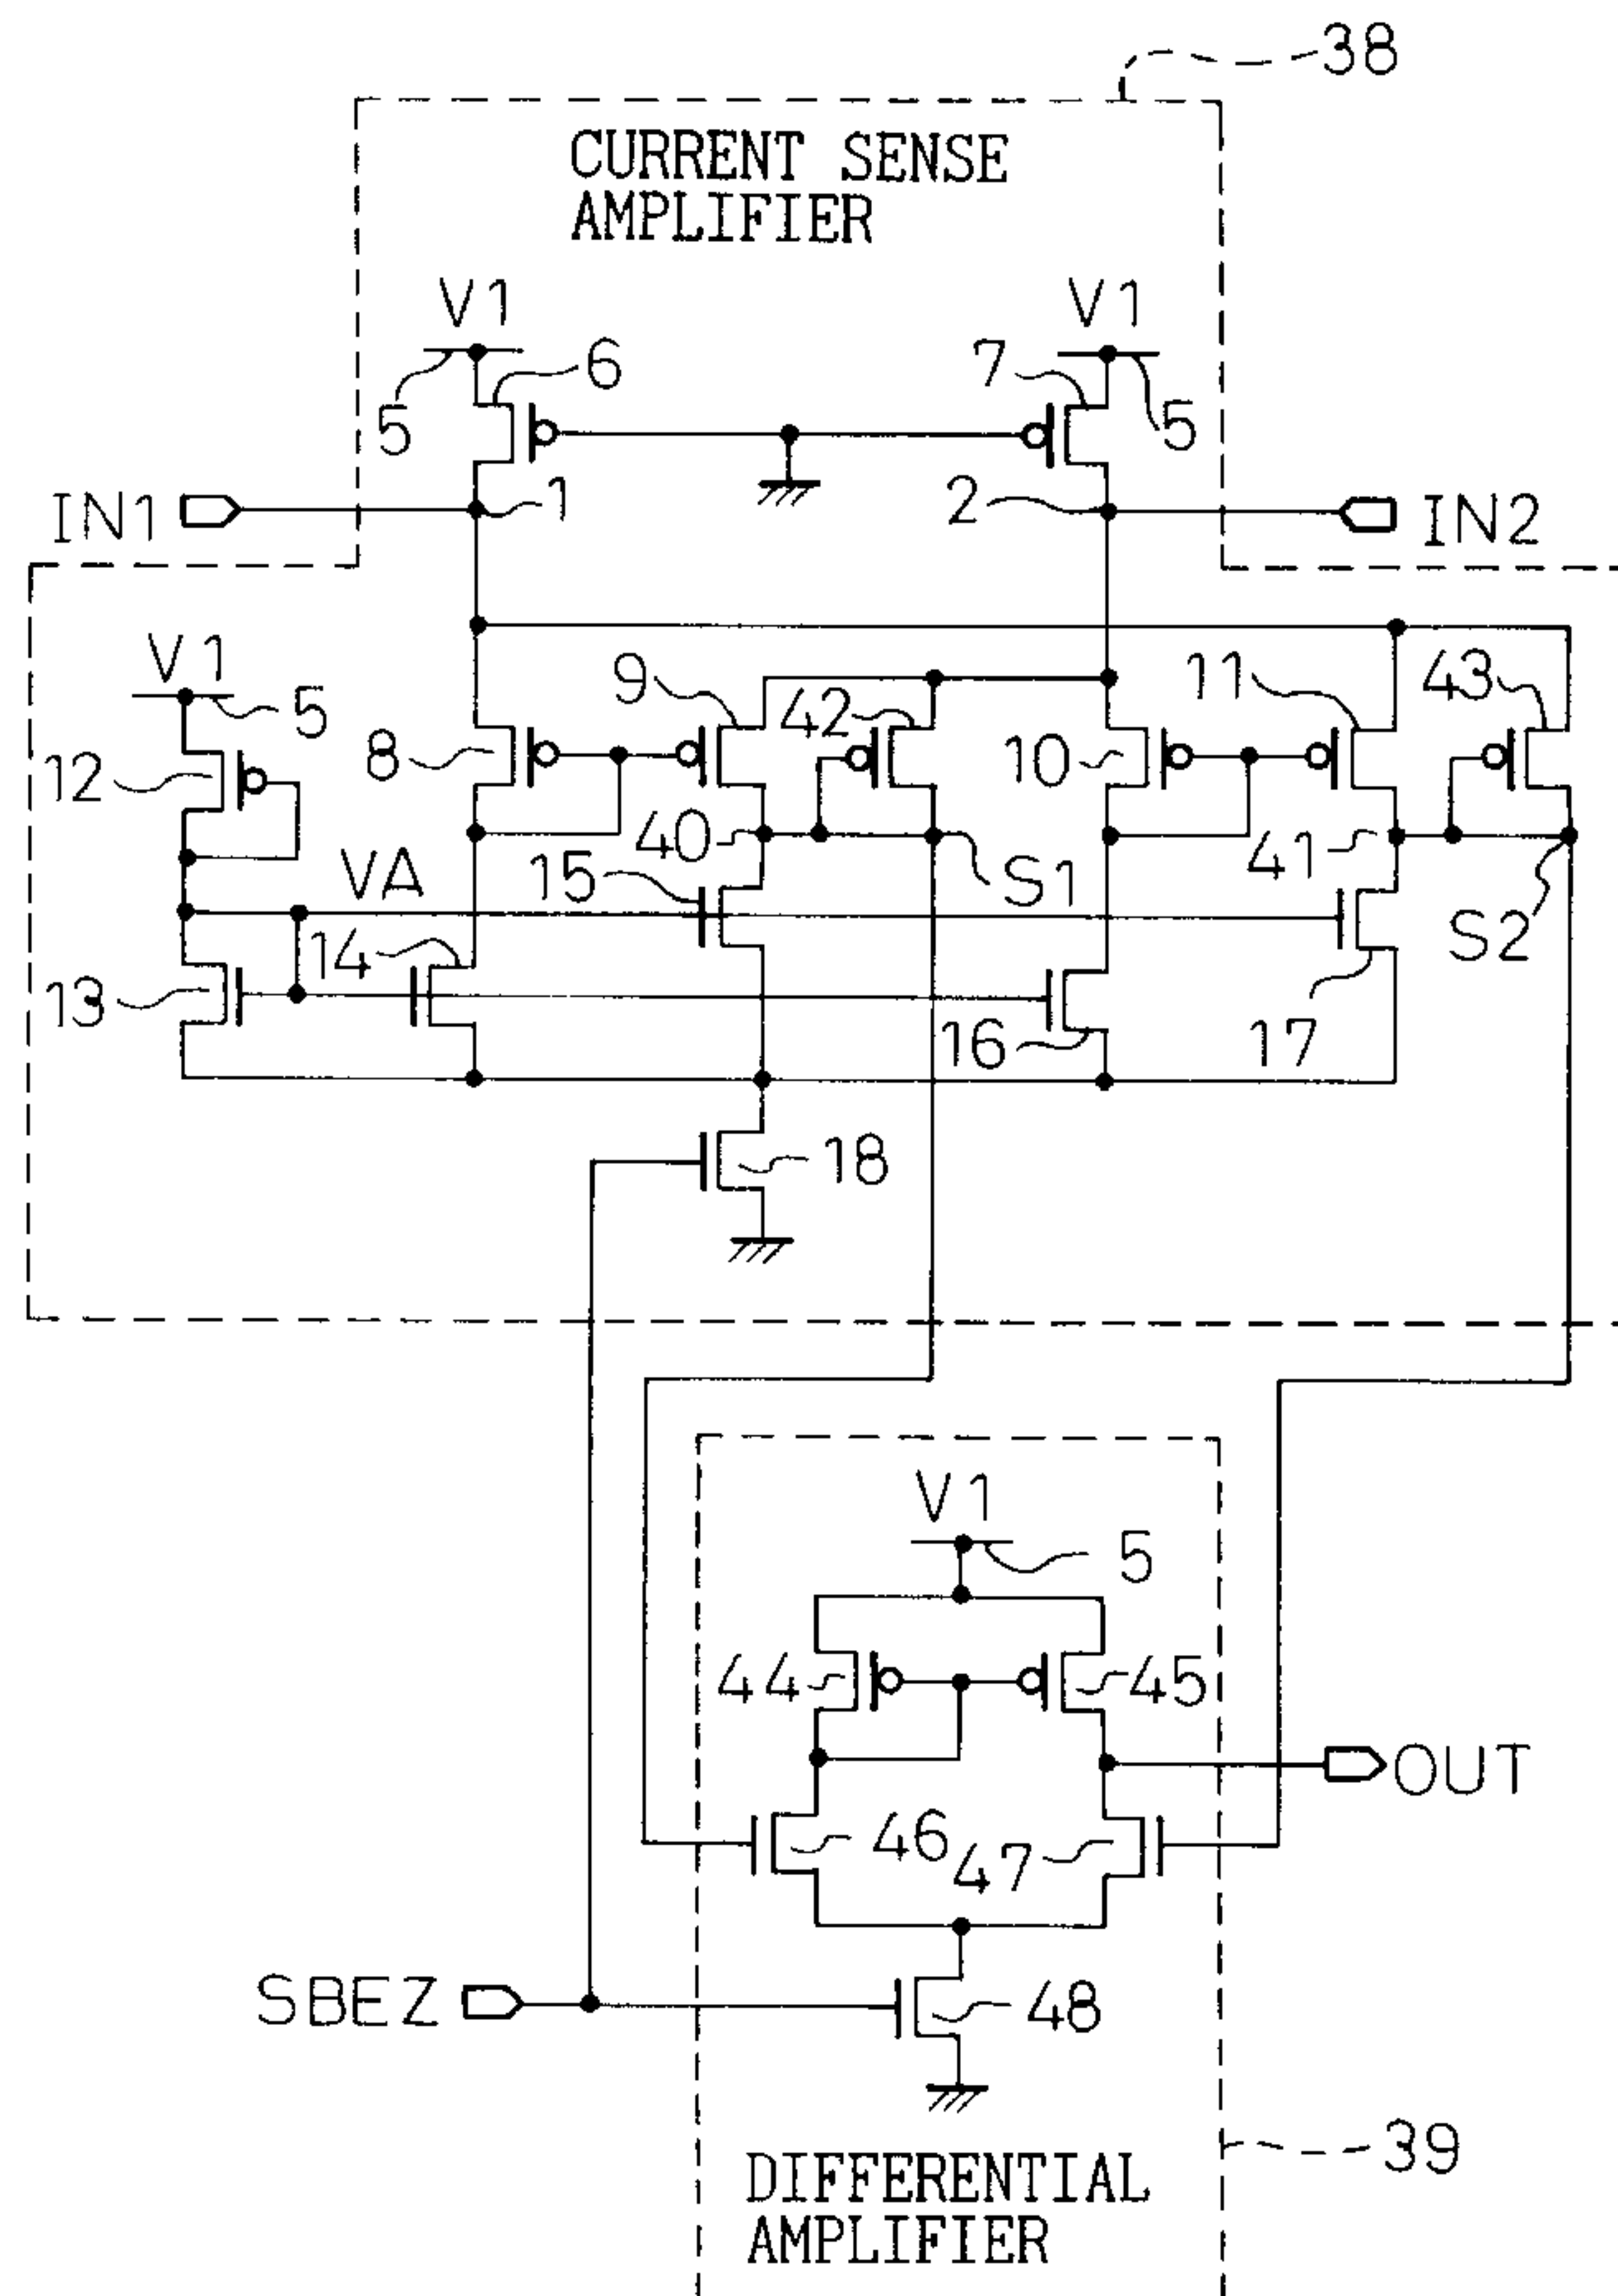 38
CURRENT SENSE
AMPLIFIER
V1
V1
5
6
7
5
IN1
1
2
IN2
V1
5
12
8
9
42
10
11
43
40
S1
41
S2
VA
15
13
14
16
17
18
V1
5
44
45
OUT
46
47
SBEZ
48
39
DIFFERENTIAL
AMPLIFIER